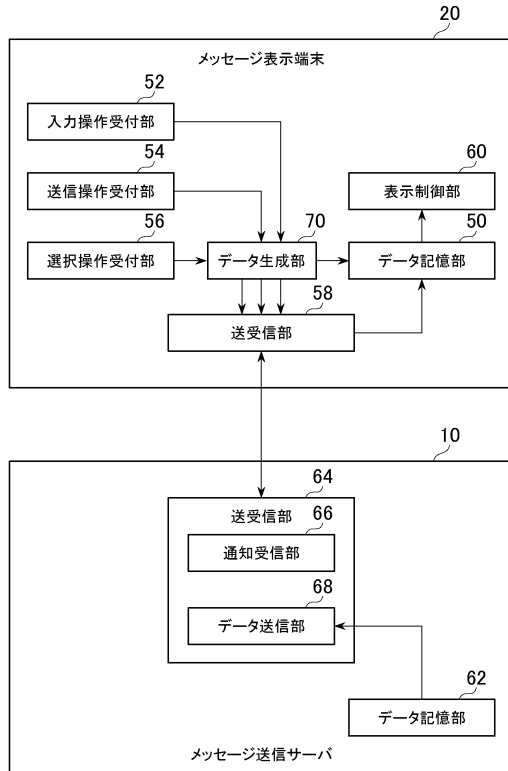 20
メッセージ表示端末
52
入力操作受付部
54
送信操作受付部
60
表示制御部
56
選択操作受付部
70
データ生成部
50
データ記憶部
58
送受信部
10
64
送受信部
66
通知受信部
68
データ送信部
62
データ記憶部
メッセージ送信サーバ